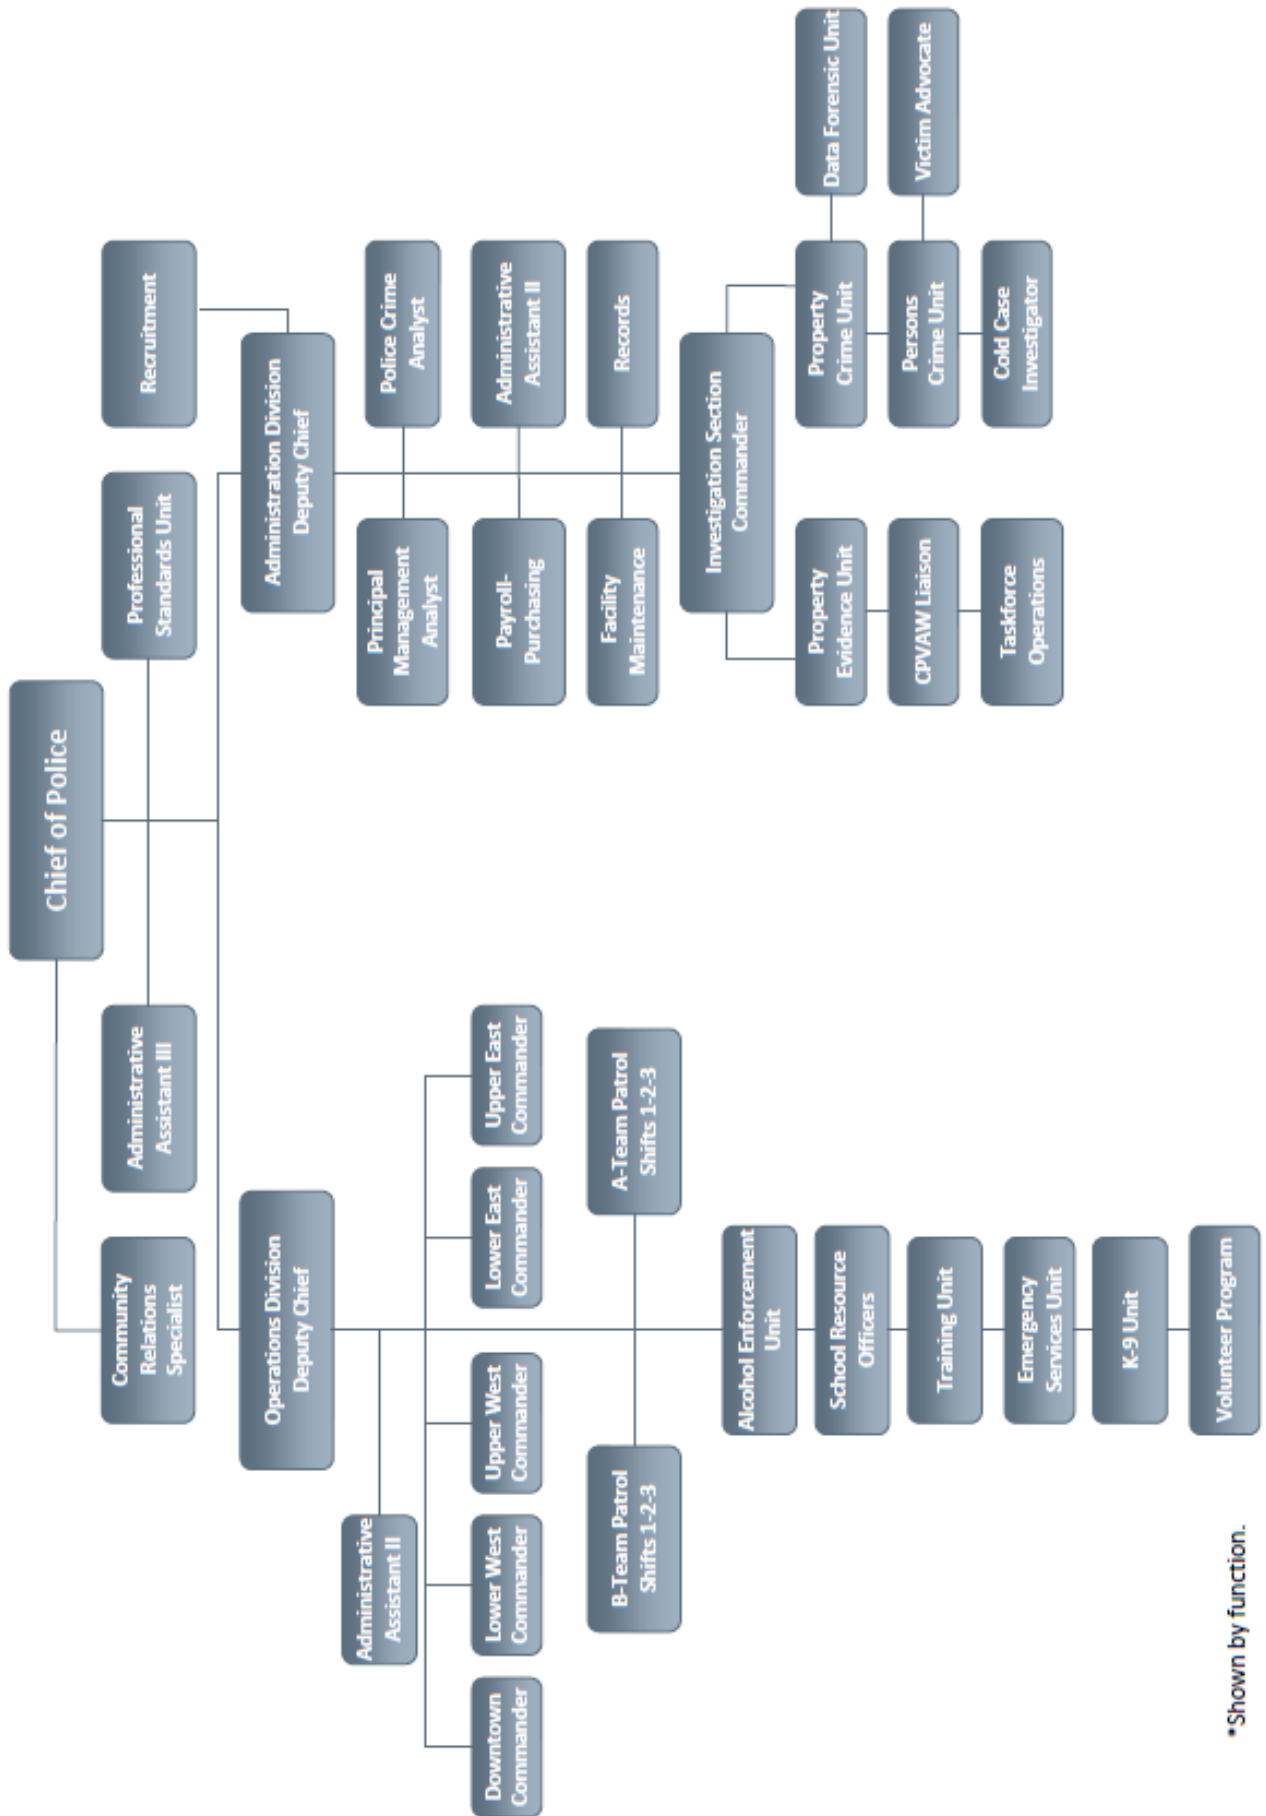 Chief of Police
Community
Relations
Specialist
Administrative
Assistant III
Professional
Standards Unit
Recruitment
Operations Division
Deputy Chief
Administration Division
Deputy Chief
Administrative
Assistant II
Downtown
Commander
Lower West
Commander
Upper West
Commander
Lower East
Commander
Upper East
Commander
B-Team Patrol
Shifts 1-2-3
A-Team Patrol
Shifts 1-2-3
Alcohol Enforcement
Unit
School Resource
Officers
Training Unit
Emergency
Services Unit
K-9 Unit
Volunteer Program
Principal
Management
Analyst
Police Crime
Analyst
Payroll-
Purchasing
Administrative
Assistant II
Facility
Maintenance
Records
Investigation Section
Commander
Property
Evidence Unit
CPVAW Liaison
Taskforce
Operations
Property
Crime Unit
Data Forensic Unit
Persons
Crime Unit
Victim Advocate
Cold Case
Investigator
*Shown by function.